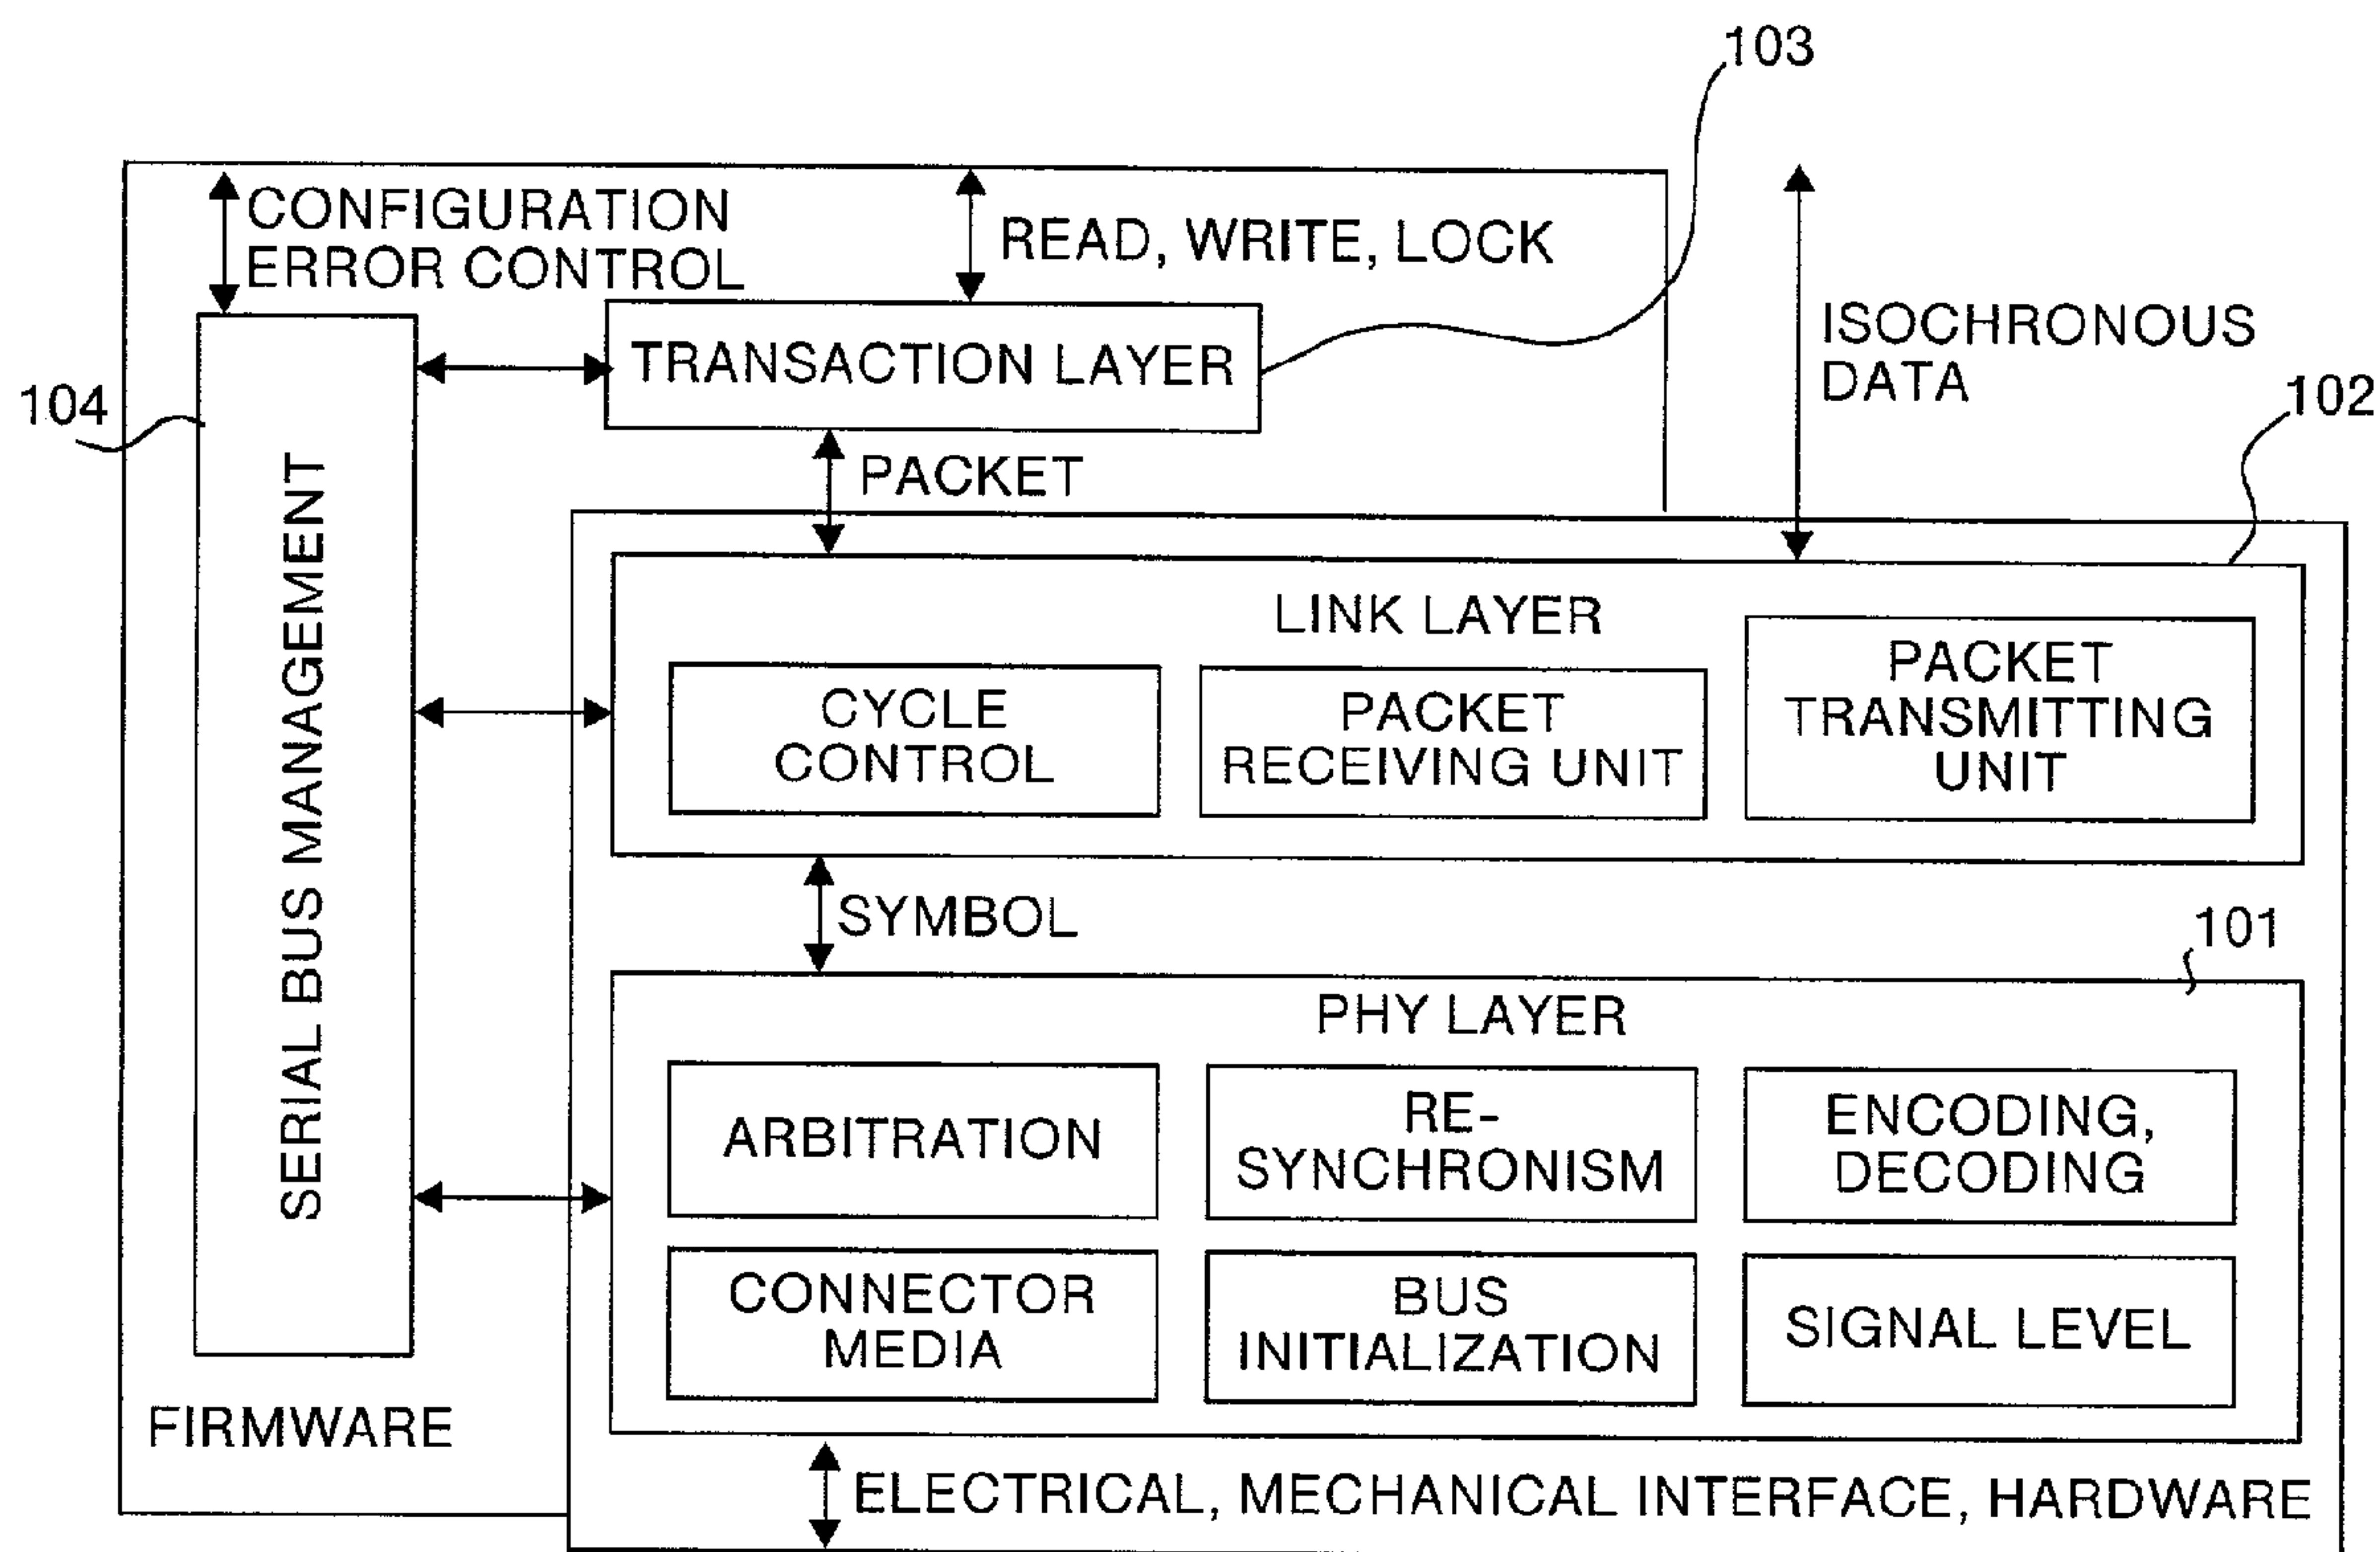 103
CONFIGURATION
ERROR CONTROL
READ, WRITE, LOCK
ISOCHRONOUS
DATA
TRANSACTION LAYER
104
102
PACKET
SERIAL BUS MANAGEMENT
LINK LAYER
CYCLE
CONTROL
PACKET
RECEIVING UNIT
PACKET
TRANSMITTING
UNIT
SYMBOL
101
PHY LAYER
ARBITRATION
RE-
SYNCHRONISM
ENCODING,
DECODING
CONNECTOR
MEDIA
BUS
INITIALIZATION
SIGNAL LEVEL
FIRMWARE
ELECTRICAL, MECHANICAL INTERFACE, HARDWARE